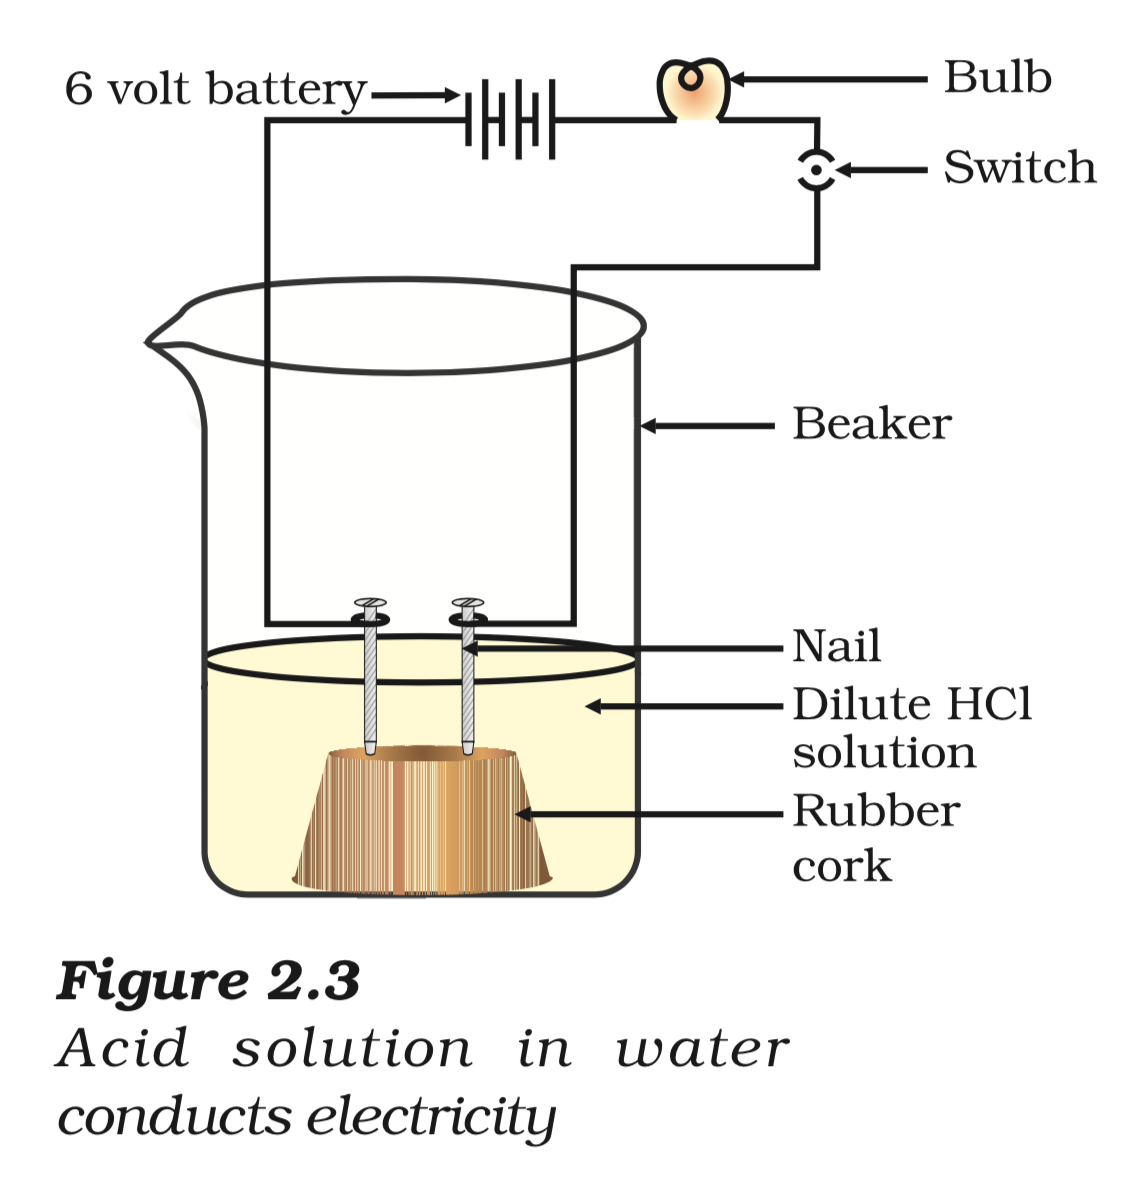 6 volt battery
Bulb
Switch
Beaker
Nail
Dilute HCl
solution
Rubber
cork
Figure 2.3
Acid solution in water
conducts electricity